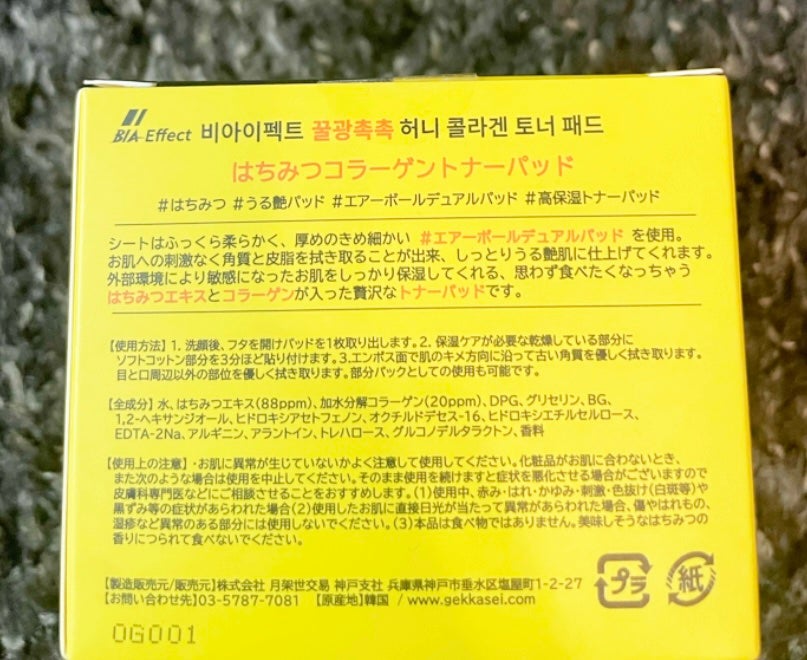 BIA-Effect 비아이펙트 꿀광촉촉 허니 콜라겐 토너 패드
はちみつコラーゲントナーパッド
#はちみつ #うる艶パッド #エアーボールデュアルパッド #高保湿トナーパッド
シートはふっくら柔らかく、厚めのきめ細かい #エアーボールデュアルパッド を使用。
お肌への刺激なく角質と皮脂を拭き取ることが出来、しっとりうる艶肌に仕上げてくれます。
外部環境により敏感になったお肌をしっかり保湿してくれる、思わず食べたくなっちゃう
はちみつエキスとコラーゲンが入った贅沢なトナーパッドです。
【使用方法】1. 洗顔後、フタを開けパッドを1枚取り出します。2. 保湿ケアが必要な乾燥している部分に
ソフトコットン部分を3分ほど貼り付けます。3.エンボス面で肌のキメ方向に沿って古い角質を優しく拭き取ります。
目と口周辺以外の部位を優しく拭き取ります。部分パックとしての使用も可能です。
【全成分】水、はちみつエキス(88ppm)、加水分解コラーゲン(20ppm)、DPG、グリセリン、BG、
1,2-ヘキサンジオール、ヒドロキシアセトフェノン、オクチルドデセス-16、ヒドロキシエチルセルロース、
EDTA-2Na、アルギニン、アラントイン、トレハロース、グルコノデルタラクトン、香料
【使用上の注意】・お肌に異常が生じていないかよく注意して使用してください。化粧品がお肌に合わないとき、
また次のような場合は使用を中止してください。そのまま使用を続けますと症状を悪化させる場合がございますので
皮膚科専門医などにご相談させることをおすすめします。(1)使用中、赤み・はれ・かゆみ・刺激・色抜け(白斑等)や
黒ずみ等の症状があらわれた場合(2)使用したお肌に直接日光が当たって異常があらわれた場合、傷やはれもの、
湿疹など異常のある部分には使用しないでください。(3)本品は食べ物ではありません。美味しそうなはちみつの
香りにつられて食べないでください。
【製造販売元/販売元】株式会社 月架世交易 神戸支社 兵庫県神戸市垂水区塩屋町1-2-27
【お問い合わせ先】03-5787-7081 【原産地】韓国 / www.gekkasei.com
プラ 紙
OG001